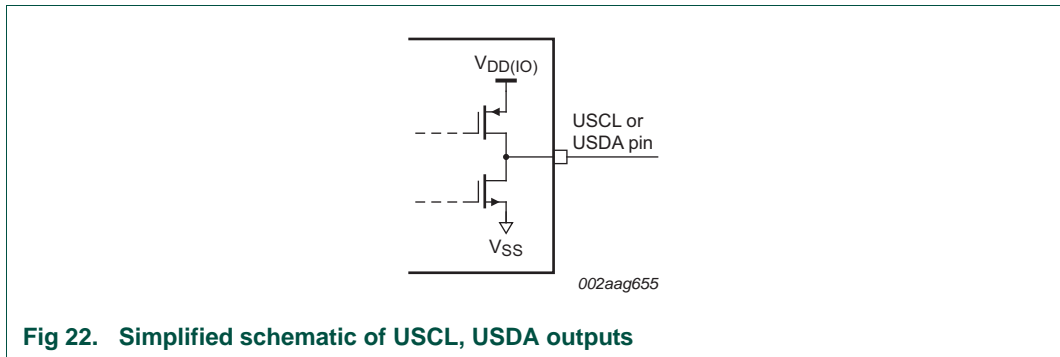 VDD(IO)
USCL or
USDA pin
VSS
002aag655
Fig 22. Simplified schematic of USCL, USDA outputs